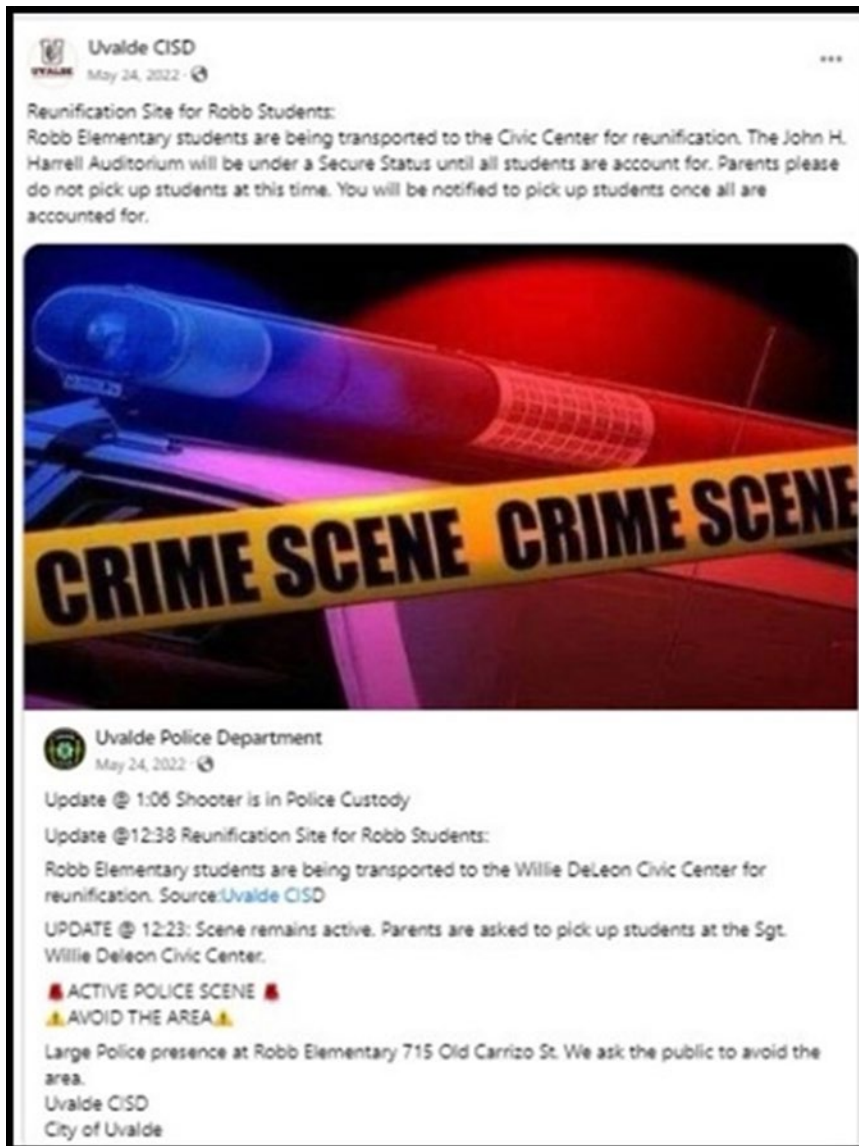 Uvalde CISD
May 24, 2022 ·
Reunification Site for Robb Students:
Robb Elementary students are being transported to the Civic Center for reunification. The John H.
Harrell Auditorium will be under a Secure Status until all students are account for. Parents please
do not pick up students at this time. You will be notified to pick up students once all are
accounted for.
CRIME SCENE CRIME SCENE
Uvalde Police Department
May 24, 2022 ·
Update @ 1:06 Shooter is in Police Custody
Update @12:38 Reunification Site for Robb Students:
Robb Elementary students are being transported to the Willie DeLeon Civic Center for
reunification. Source:Uvalde CISD
UPDATE @ 12:23: Scene remains active. Parents are asked to pick up students at the Sgt.
Willie Deleon Civic Center.
🚨ACTIVE POLICE SCENE 🚨
⚠️AVOID THE AREA⚠️
Large Police presence at Robb Elementary 715 Old Carrizo St. We ask the public to avoid the
area.
Uvalde CISD
City of Uvalde